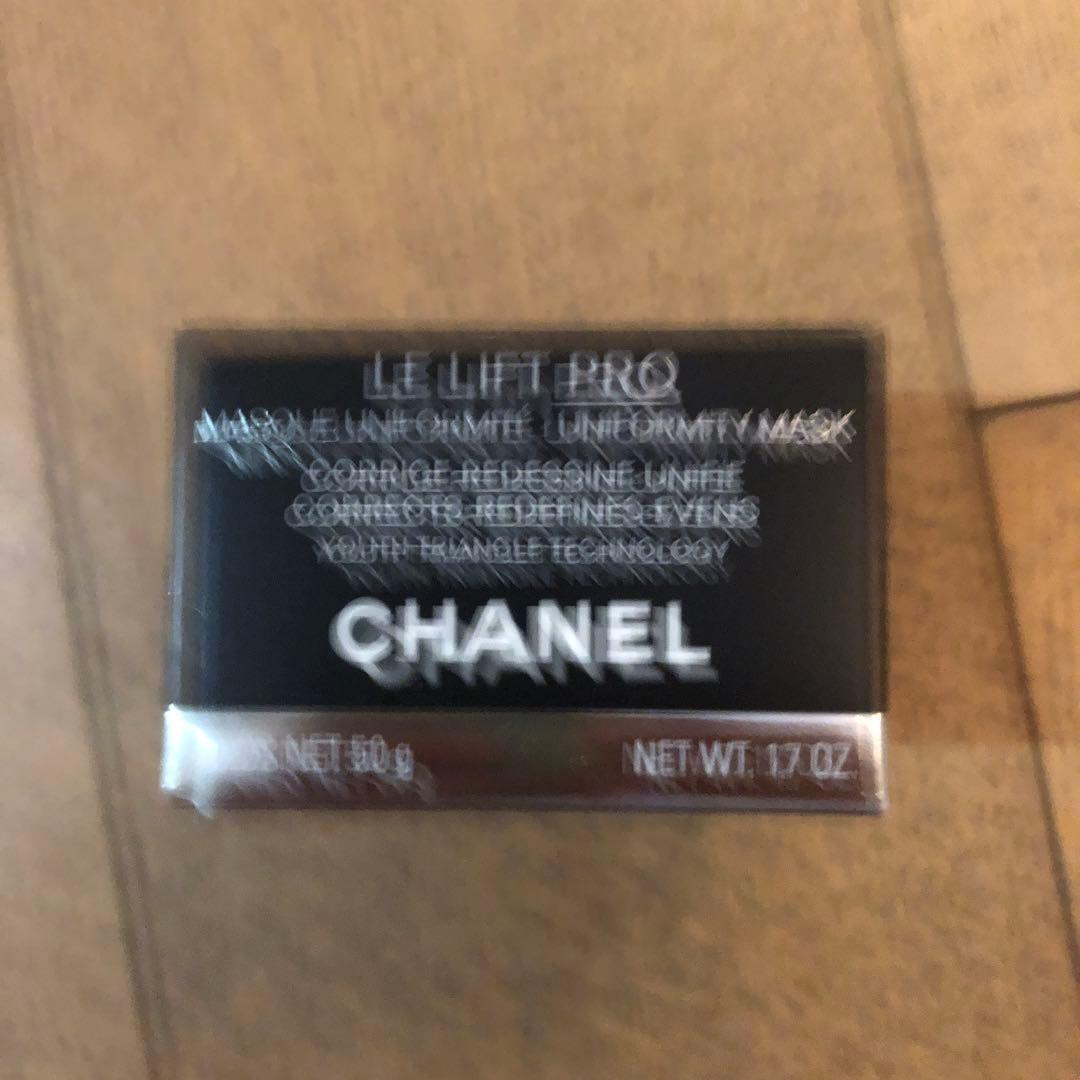 LE LIFT PRO
MASQUE UNIFORMITÉ | UNIFORMITY MASK
CORRIGE REDESSINE UNIFIE
CORRECTS REDEFINES EVENS
YOUTH TRIANGLE TECHNOLOGY
CHANEL
NET 50 g NET WT. 1.7 OZ.